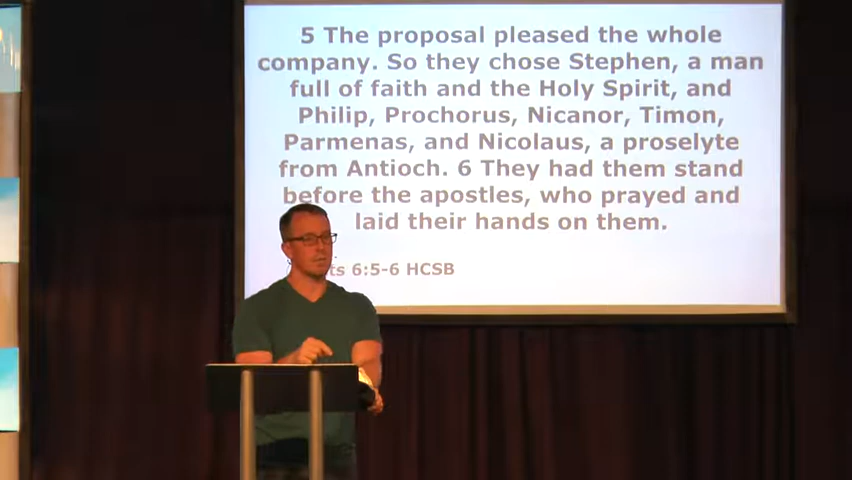 5 The proposal pleased the whole
company. So they chose Stephen, a man
full of faith and the Holy Spirit, and
Philip, Prochorus, Nicanor, Timon,
Parmenas, and Nicolaus, a proselyte
from Antioch. 6 They had them stand
before the apostles, who prayed and
laid their hands on them.
6:5-6 HCSB